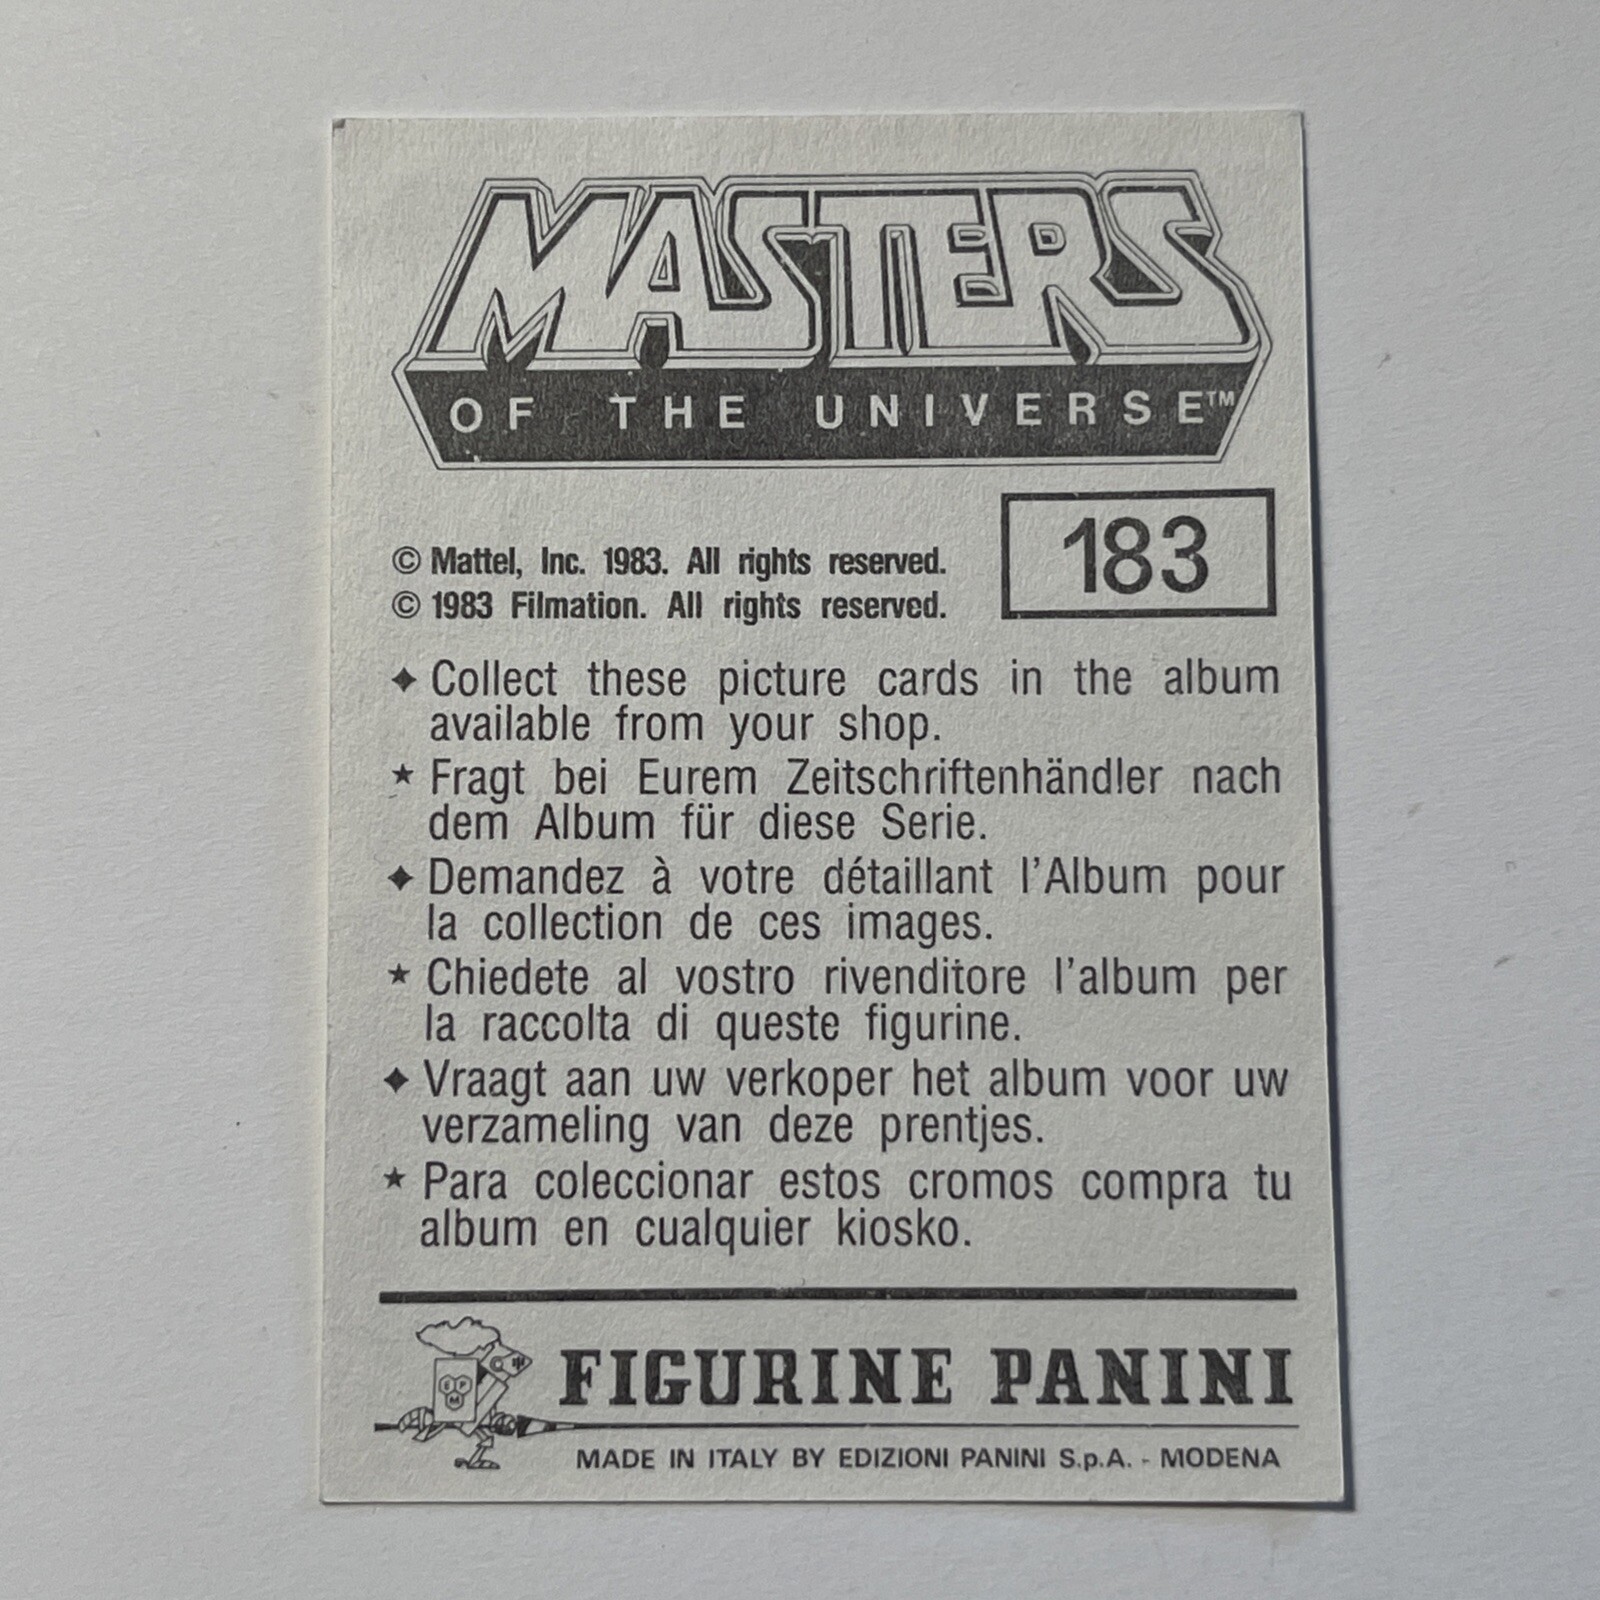 MASTERS
OF THE UNIVERSE™
183
© Mattel, Inc. 1983. All rights reserved.
© 1983 Filmation. All rights reserved.
✦ Collect these picture cards in the album
available from your shop.
★ Fragt bei Eurem Zeitschriftenhändler nach
dem Album für diese Serie.
✦ Demandez à votre détaillant l'Album pour
la collection de ces images.
★ Chiedete al vostro rivenditore l'album per
la raccolta di queste figurine.
✦ Vraagt aan uw verkoper het album voor uw
verzameling van deze prentjes.
★ Para coleccionar estos cromos compra tu
album en cualquier kiosko.
E P
M
FIGURINE PANINI
MADE IN ITALY BY EDIZIONI PANINI S.p.A. - MODENA